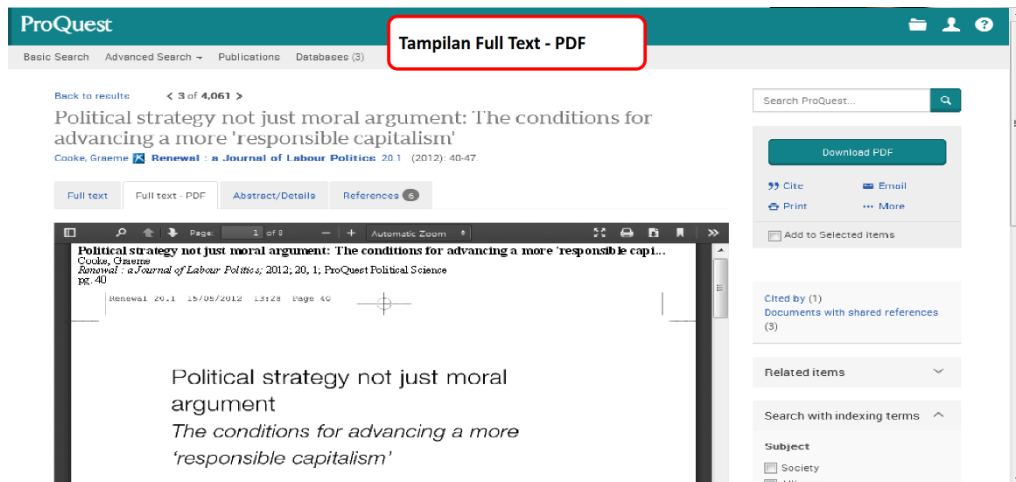 ProQuest
Tampilan Full Text - PDF
Basic Search Advanced Search Publications Databases (3)
Back to results < 3 of 4,061 >
Political strategy not just moral argument: The conditions for
advancing a more 'responsible capitalism'
Cooke, Graeme Renewal : a Journal of Labour Politics 20.1 (2012): 40-47.
Full text Full text - PDF Abstract/Details References 6
Page: 1 of 8 Automatic Zoom
Political strategy not just moral argument: The conditions for advancing a more 'responsible capi...
Cooke, Graeme
Renewal : a Journal of Labour Politics; 2012; 20, 1; ProQuest Political Science
pg. 40
Renewal 20.1 15/05/2012 13:28 Page 40
Political strategy not just moral
argument
The conditions for advancing a more
'responsible capitalism'
Search ProQuest...
Download PDF
Cite Email
Print More
Add to Selected items
Cited by (1)
Documents with shared references
(3)
Related items
Search with indexing terms
Subject
Society